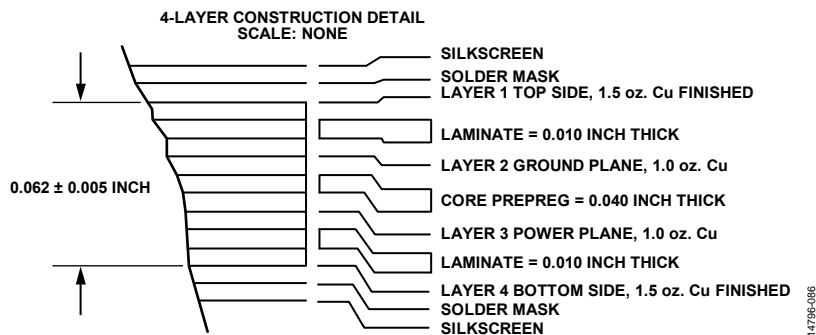 4-LAYER CONSTRUCTION DETAIL
SCALE: NONE
SILKSCREEN
SOLDER MASK
LAYER 1 TOP SIDE, 1.5 oz. Cu FINISHED
LAMINATE = 0.010 INCH THICK
LAYER 2 GROUND PLANE, 1.0 oz. Cu
0.062 ± 0.005 INCH
CORE PREPREG = 0.040 INCH THICK
LAYER 3 POWER PLANE, 1.0 oz. Cu
LAMINATE = 0.010 INCH THICK
LAYER 4 BOTTOM SIDE, 1.5 oz. Cu FINISHED
SOLDER MASK
SILKSCREEN
14796-086